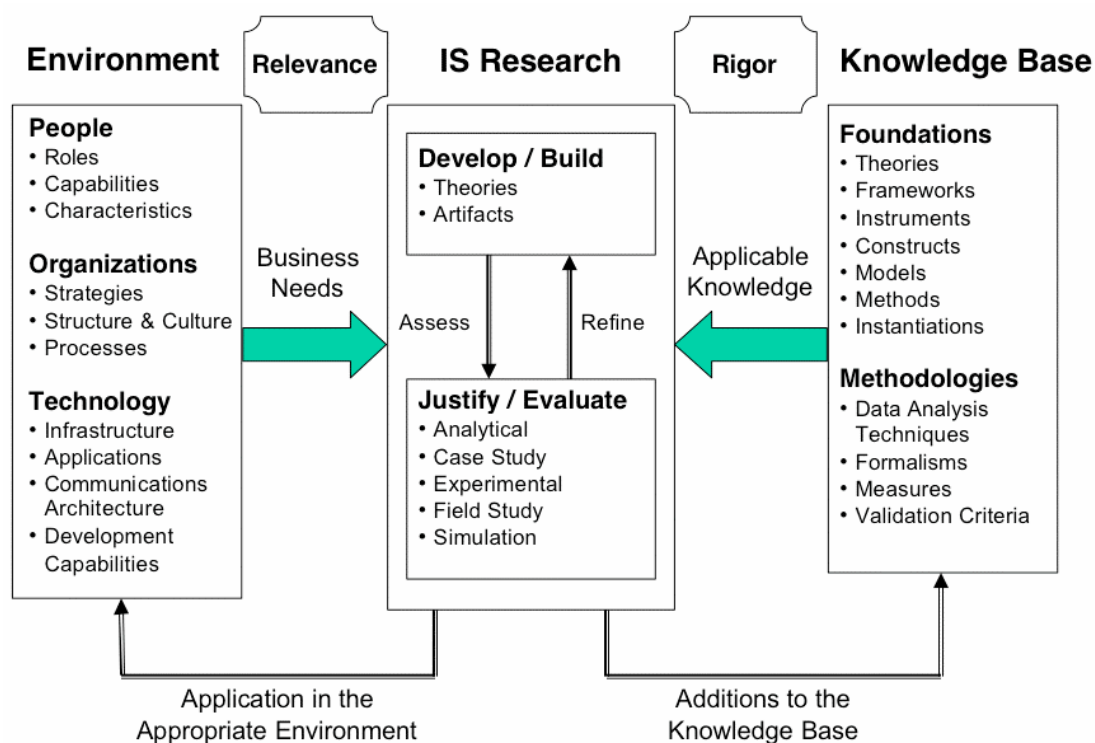 Environment
Relevance
IS Research
Rigor
Knowledge Base
People
• Roles
• Capabilities
• Characteristics
Organizations
• Strategies
• Structure & Culture
• Processes
Technology
• Infrastructure
• Applications
• Communications
Architecture
• Development
Capabilities
Business
Needs
Develop / Build
• Theories
• Artifacts
Assess
Refine
Justify / Evaluate
• Analytical
• Case Study
• Experimental
• Field Study
• Simulation
Applicable
Knowledge
Foundations
• Theories
• Frameworks
• Instruments
• Constructs
• Models
• Methods
• Instantiations
Methodologies
• Data Analysis
Techniques
• Formalisms
• Measures
• Validation Criteria
Application in the
Appropriate Environment
Additions to the
Knowledge Base